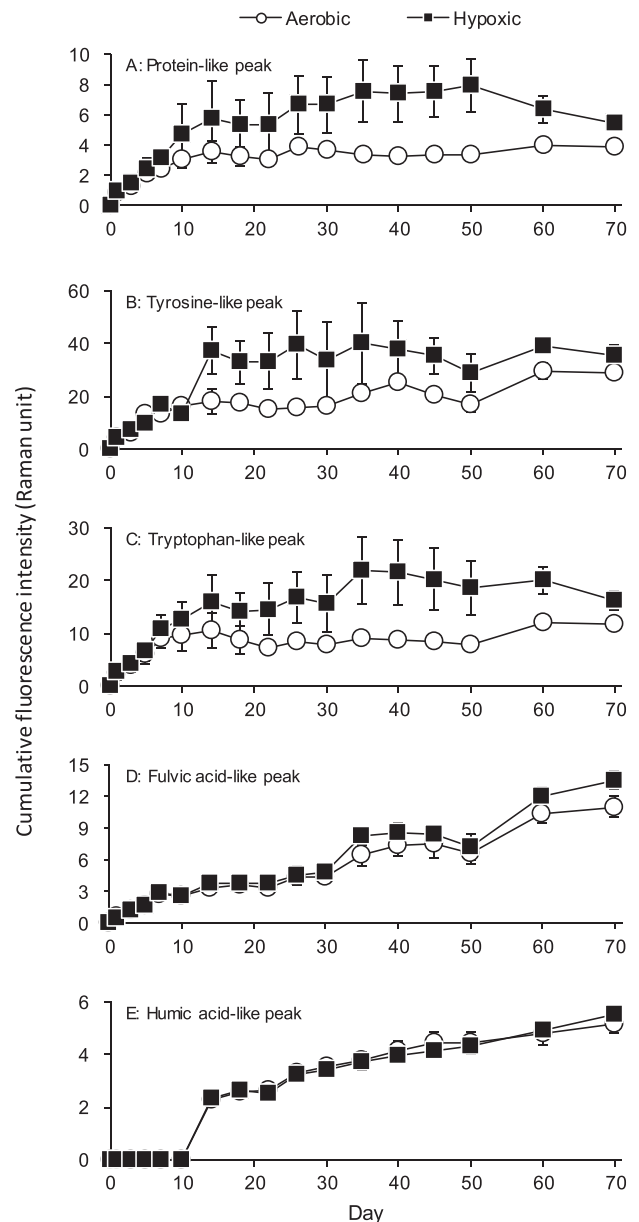 Aerobic Hypoxic
A: Protein-like peak
10
8
6
4
2
0
0 10 20 30 40 50 60 70
B: Tyrosine-like peak
60
40
20
0
0 10 20 30 40 50 60 70
C: Tryptophan-like peak
30
20
10
0
0 10 20 30 40 50 60 70
D: Fulvic acid-like peak
15
12
9
6
3
0
0 10 20 30 40 50 60 70
E: Humic acid-like peak
6
4
2
0
0 10 20 30 40 50 60 70
Day
Cumulative fluorescence intensity (Raman unit)